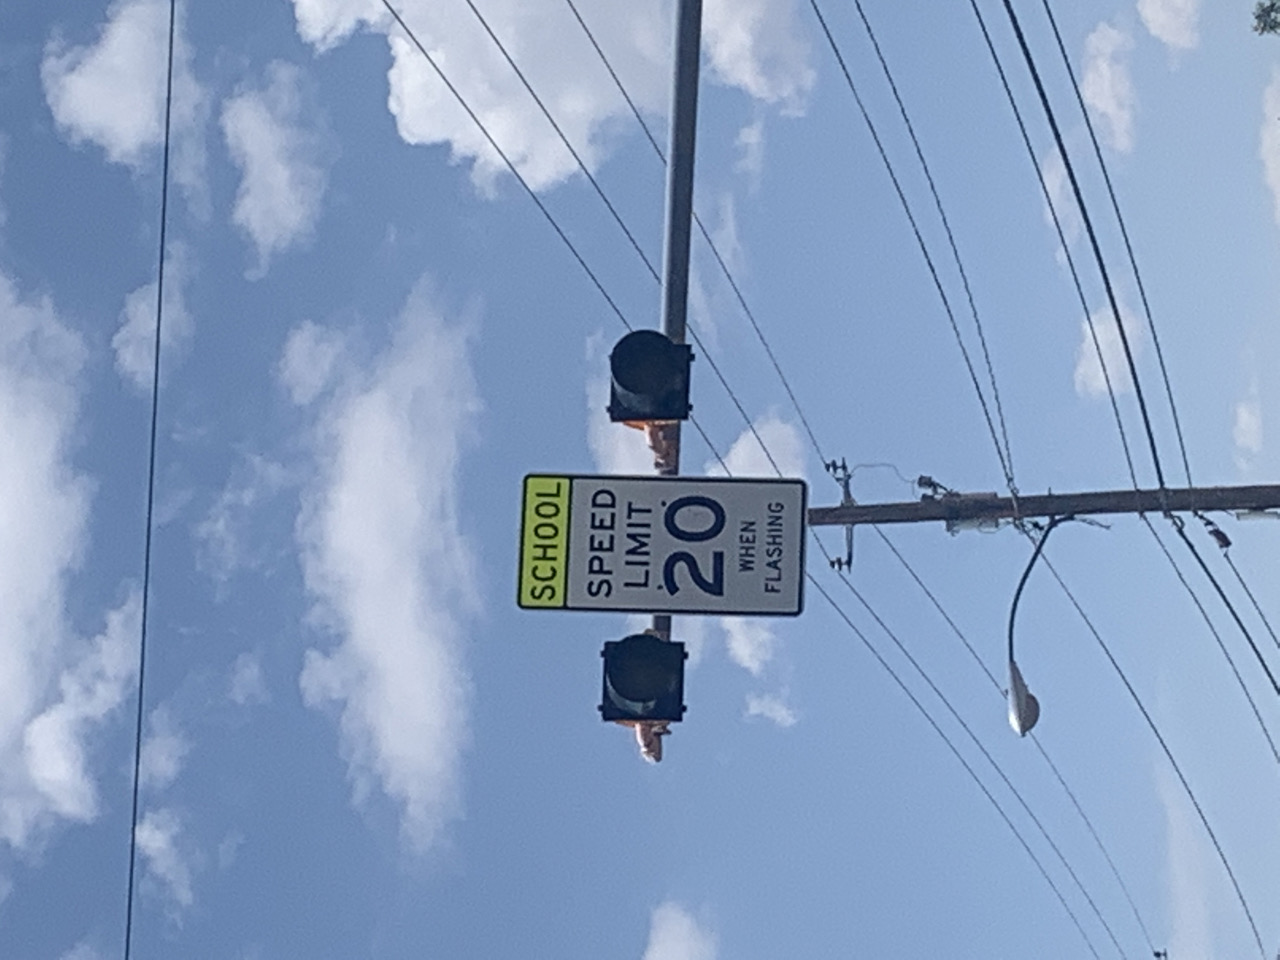 SCHOOL
SPEED
LIMIT
20
WHEN
FLASHING